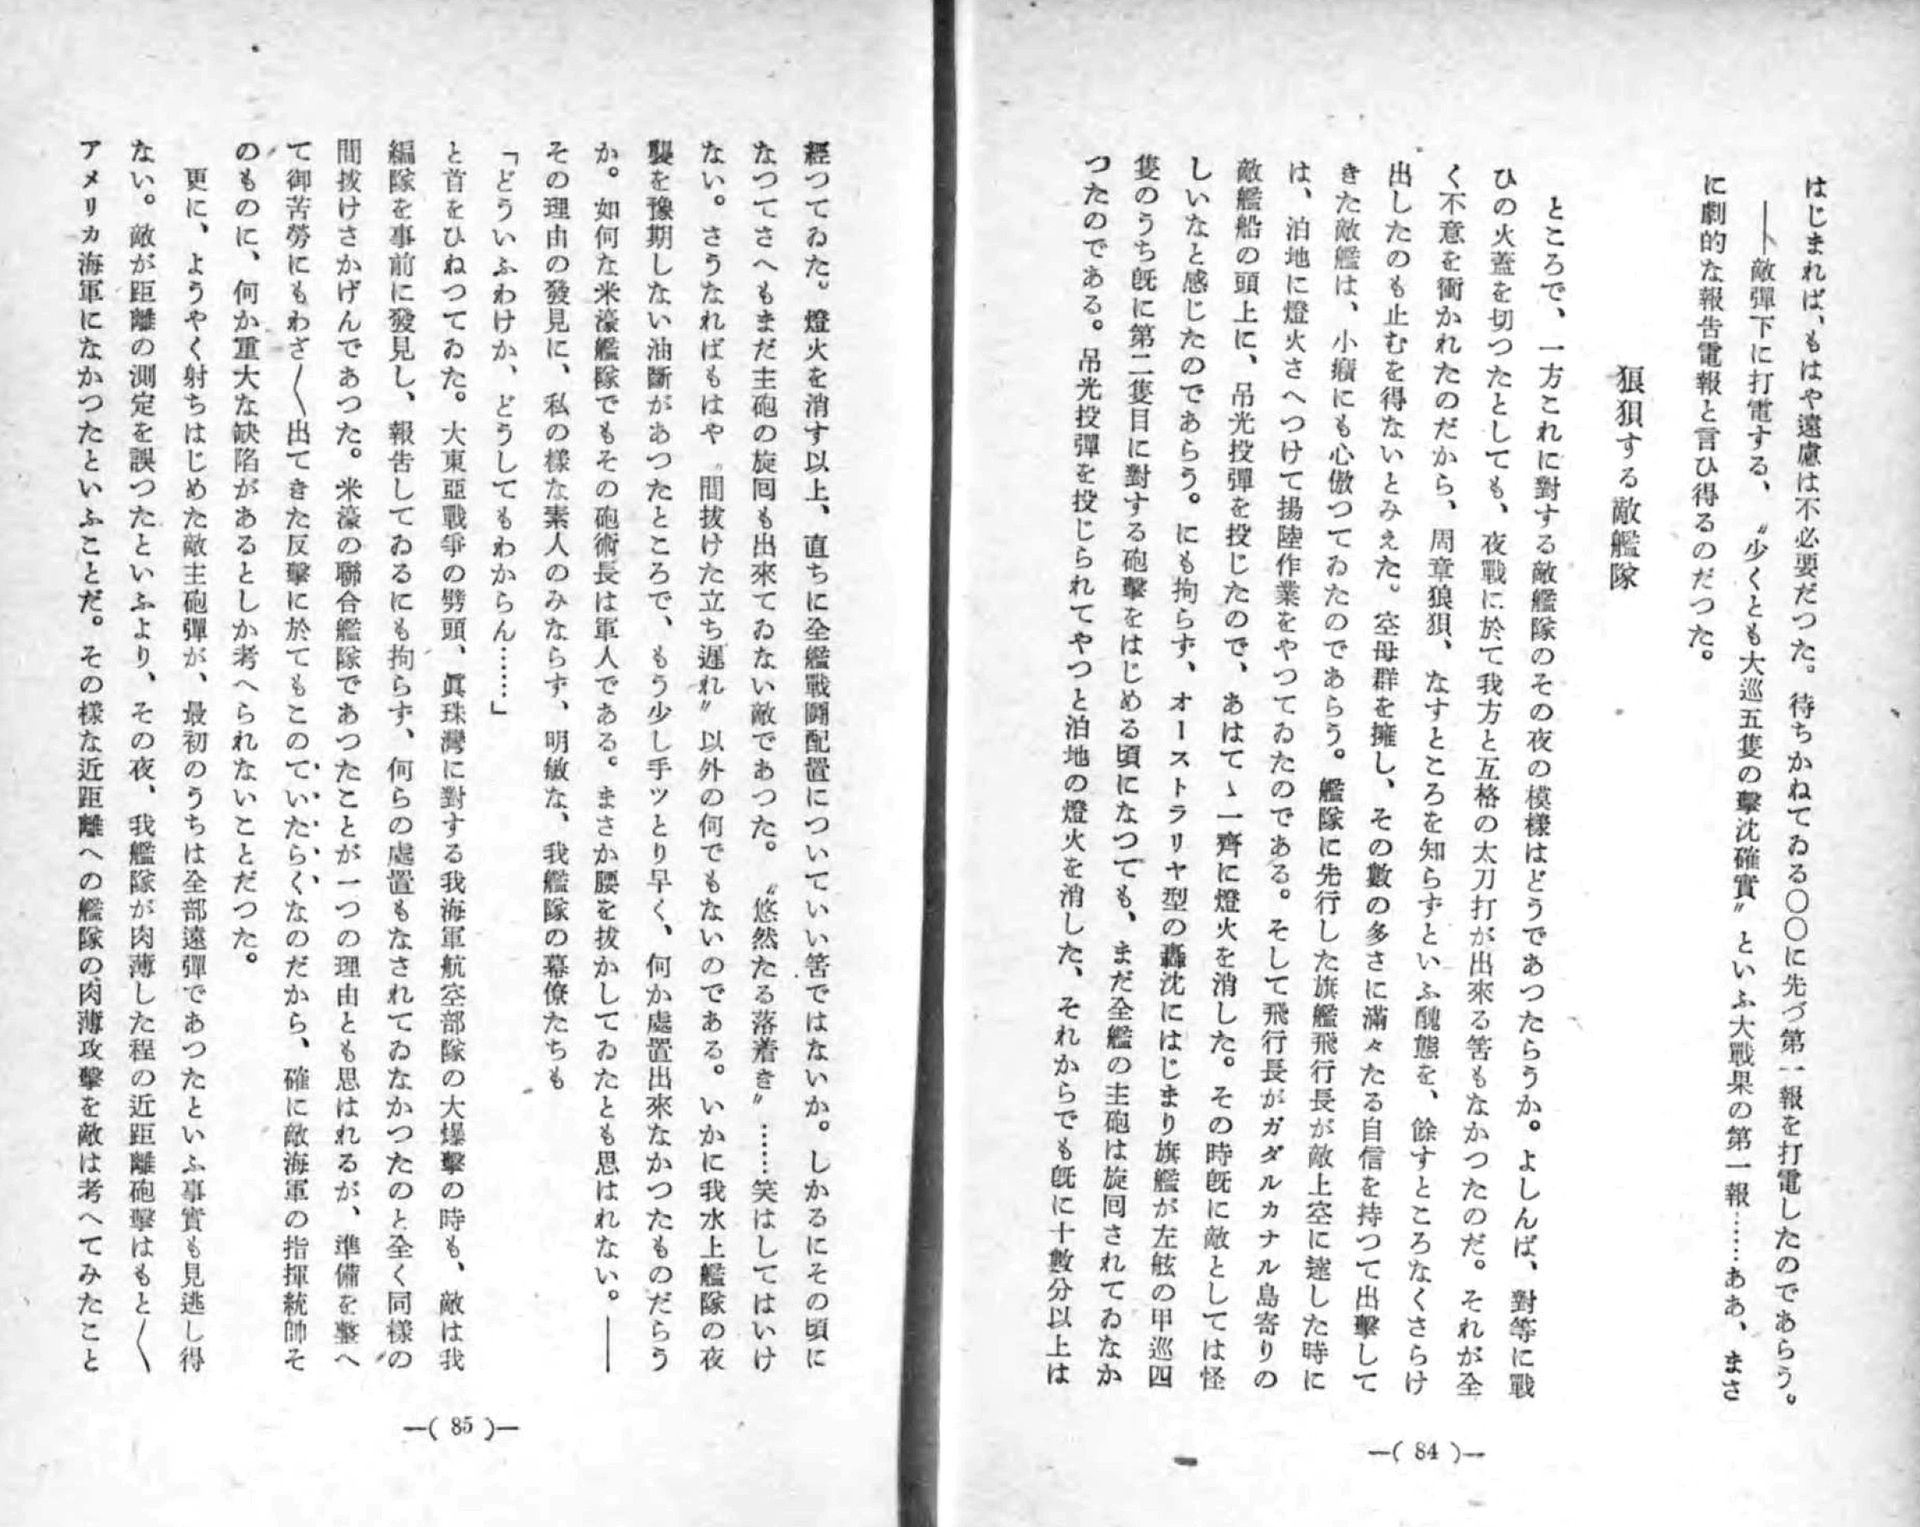 はじまれば、もはや遠慮は不必要だつた。待ちかねてゐる〇〇に先づ第一報を打電したのであらう。
――敵彈下に打電する、〝少くとも大巡五隻の擊沈確實〟といふ大戰果の第一報……ああ、まさ
に劇的な報告電報と言ひ得るのだつた。
狼狽する敵艦隊
ところで、一方これに對する敵艦隊のその夜の模樣はどうであつたらうか。よしんば、對等に戰
ひの火蓋を切つたとしても、夜戰に於て我方と互格の太刀打が出來る筈もなかつたのだ。それが全
く不意を衝かれたのだから、周章狼狽、なすところを知らずといふ醜態を、餘すところなくさらけ
出したのも止むを得ないとみえた。空母群を擁し、その數の多さに滿々たる自信を持つて出擊して
きた敵艦は、小癪にも心傲つてゐたのであらう。艦隊に先行した旗艦飛行長が敵上空に達した時に
は、泊地に燈火さへつけて揚陸作業をやつてゐたのである。そして飛行長がガダルカナル島寄りの
敵艦船の頭上に、吊光投彈を投じたので、あはてゝ一齊に燈火を消した。その時旣に敵としては怪
しいなと感じたのであらう。にも拘らず、オーストラリヤ型の轟沈にはじまり旗艦が左舷の甲巡四
隻のうち旣に第二隻目に對する砲擊をはじめる頃になつても、まだ全艦の主砲は旋回されてゐなか
つたのである。吊光投彈を投じられてやつと泊地の燈火を消した、それからでも旣に十數分以上は
―( 84 )―
經つてゐた。燈火を消す以上、直ちに全艦戰鬪配置についていい筈ではないか。しかるにその頃に
なつてさへもまだ主砲の旋回も出來てゐない敵であつた。〝悠然たる落着き〟……笑はしてはいけ
ない。さうなればもはや〝間拔けた立ち遲れ〟以外の何でもないのである。いかに我水上艦隊の夜
襲を豫期しない油斷があつたところで、もう少し手ッとり早く、何か處置出來なかつたものだらう
か。如何な米濠艦隊でもその砲術長は軍人である。まさか腰を拔かしてゐたとも思はれない。――
その理由の發見に、私の樣な素人のみならず、明敏な、我艦隊の幕僚たちも
「どういふわけか、どうしてもわからん……」
と首をひねつてゐた。大東亞戰爭の劈頭、眞珠灣に對する我海軍航空部隊の大爆擊の時も、敵は我
編隊を事前に發見し、報告してゐるにも拘らず、何らの處置もなされてゐなかつたのと全く同樣の
間拔けさかげんであつた。米濠の聯合艦隊であつたことが一つの理由とも思はれるが、準備を整へ
て御苦勞にもわざ〳〵出てきた反擊に於てもこのていたらくなのだから、確に敵海軍の指揮統帥そ
のものに、何か重大な缺陷があるとしか考へられないことだつた。
更に、ようやく射ちはじめた敵主砲彈が、最初のうちは全部遠彈であつたといふ事實も見逃し得
ない。敵が距離の測定を誤つたといふより、その夜、我艦隊が肉薄した程の近距離砲擊はもと〳〵
アメリカ海軍になかつたといふことだ。その樣な近距離への艦隊の肉薄攻擊を敵は考へてみたこと
―( 85 )―